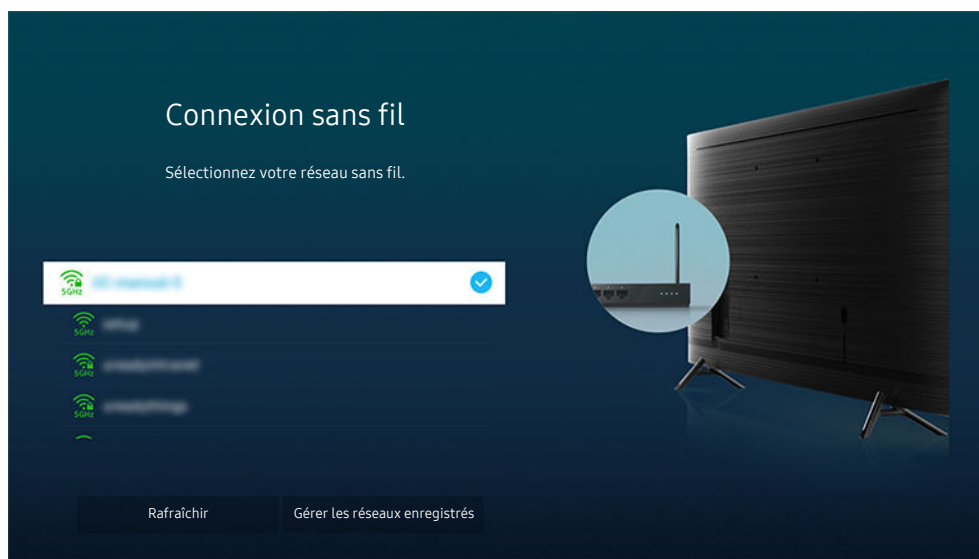 Connexion sans fil
Sélectionnez votre réseau sans fil.
5GHz
5GHz
5GHz
5GHz
Rafraîchir
Gérer les réseaux enregistrés